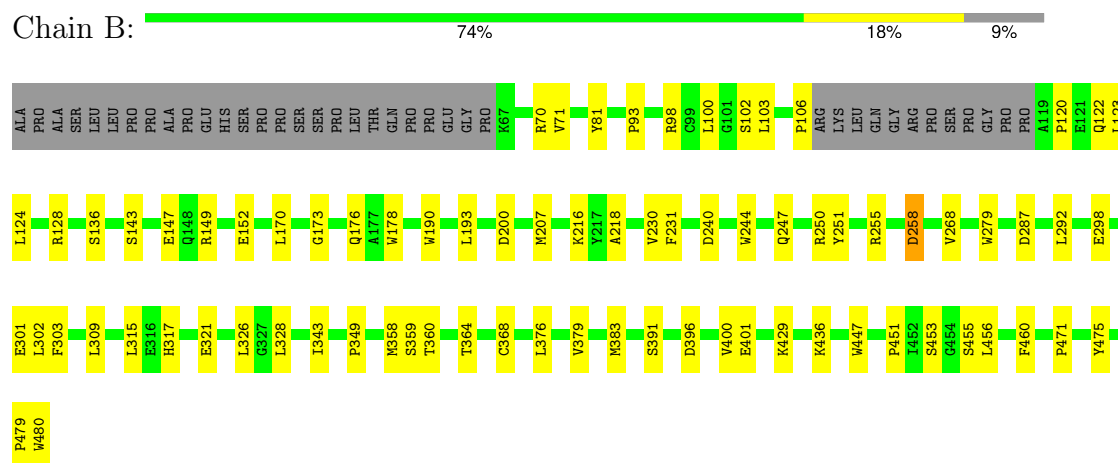 Chain B:
74% 18% 9%
ALA PRO ALA SER LEU LEU PRO PRO ALA PRO GLU HIS SER PRO PRO SER SER PRO LEU THR GLN PRO PRO GLU GLY PRO K67 R70 V71 Y81 P93 R98 C99 L100 G101 S102 L103 P106 ARG LYS LEU GLN GLY ARG PRO SER PRO GLY PRO PRO A119 P120 E121 Q122 L123
L124 R128 S136 S143 E147 Q148 R149 E152 L170 G173 Q176 A177 W178 W190 L193 D200 M207 K216 Y217 A218 V230 F231 D240 W244 Q247 R250 Y251 R255 D258 V268 W279 D287 L292 E298
E301 L302 F303 L309 L315 E316 H317 E321 L326 G327 L328 I343 P349 M358 S359 T360 T364 C368 L376 V379 M383 S391 D396 V400 E401 K429 K436 W447 P451 I452 S453 G454 S455 L456 F460 P471 Y475
P479 W480